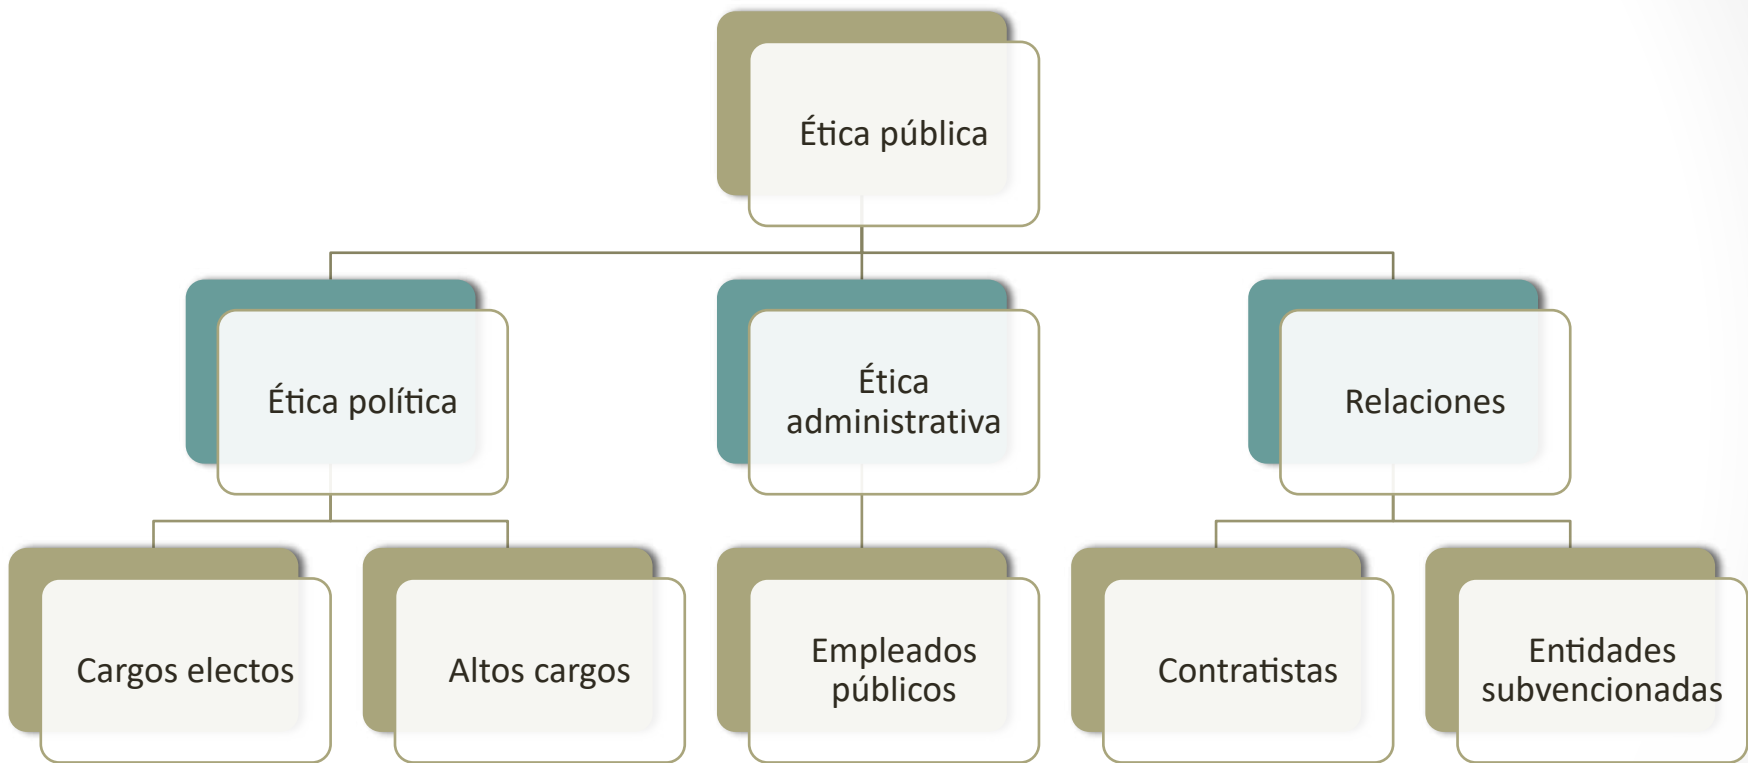 Ética pública
Ética política
Ética
administrativa
Relaciones
Cargos electos
Altos cargos
Empleados
públicos
Contratistas
Entidades
subvencionadas